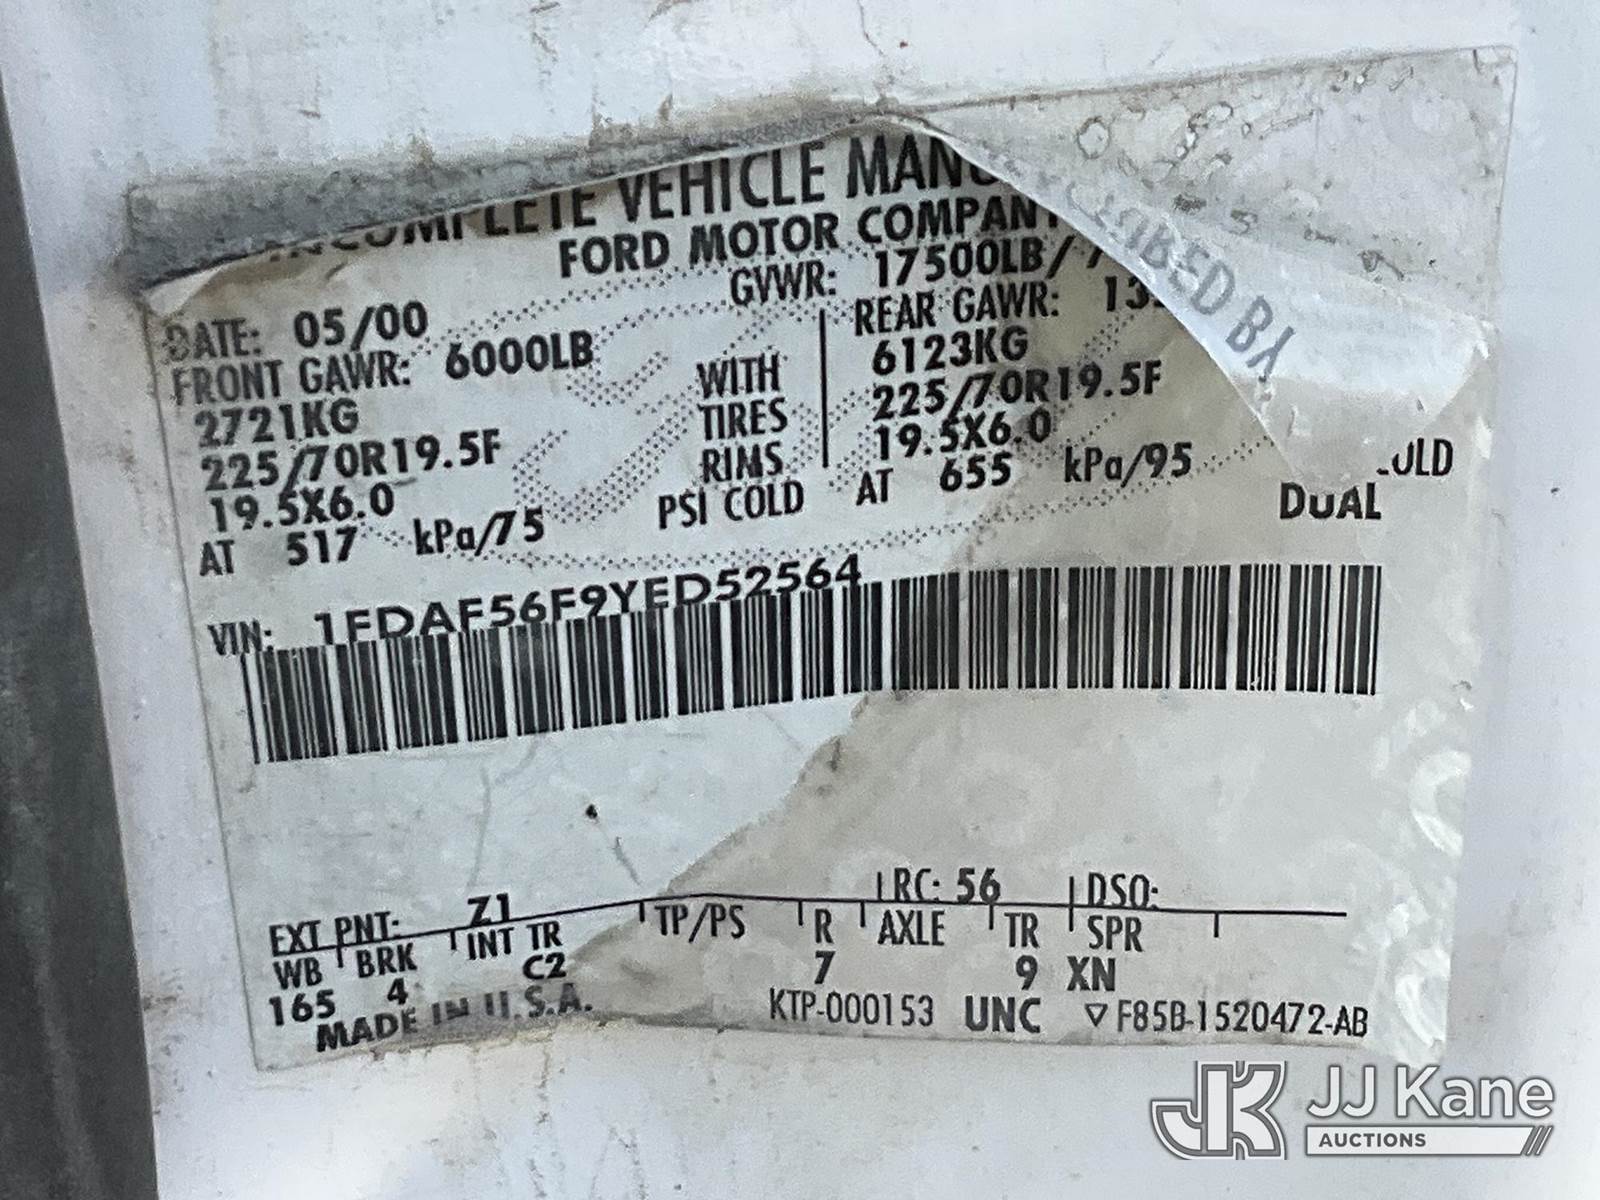 INCOMPLETE VEHICLE
FORD MOTOR COMPANY
GVWR: 17500LB/
DATE: 05/00
FRONT GAWR: 6000LB
2721KG
225/70R19.5F
19.5X6.0
AT 517 kPa/75
WITH
TIRES
RIMS
PSI COLD
REAR GAWR:
6123KG
225/70R19.5F
19.5X6.0
AT 655 kPa/95
DUAL
VIN: 1FDAF56F9YED52564
EXT PNT: Z1 RC: 56 DSO:
WB BRK INT TR TP/PS R AXLE TR SPR
165 4 C2 7 9 XN
MADE IN U.S.A. KTP-000153 UNC ▽ F85B-1520472-AB
JK JJ Kane
AUCTIONS